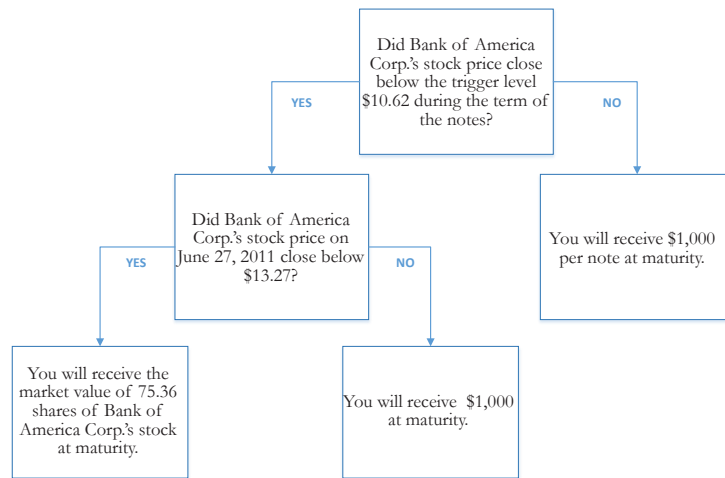 Did Bank of America
Corp.'s stock price close
below the trigger level
$10.62 during the term of
the notes?
YES
NO
Did Bank of America
Corp.'s stock price on
June 27, 2011 close below
$13.27?
You will receive $1,000
per note at maturity.
YES
NO
You will receive the
market value of 75.36
shares of Bank of
America Corp.'s stock
at maturity.
You will receive $1,000
at maturity.